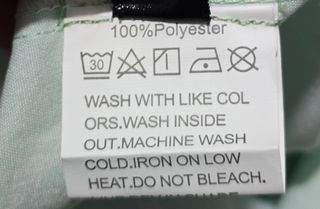 100%Polyester
30
WASH WITH LIKE COL
ORS.WASH INSIDE
OUT.MACHINE WASH
COLD.IRON ON LOW
HEAT.DO NOT BLEACH.